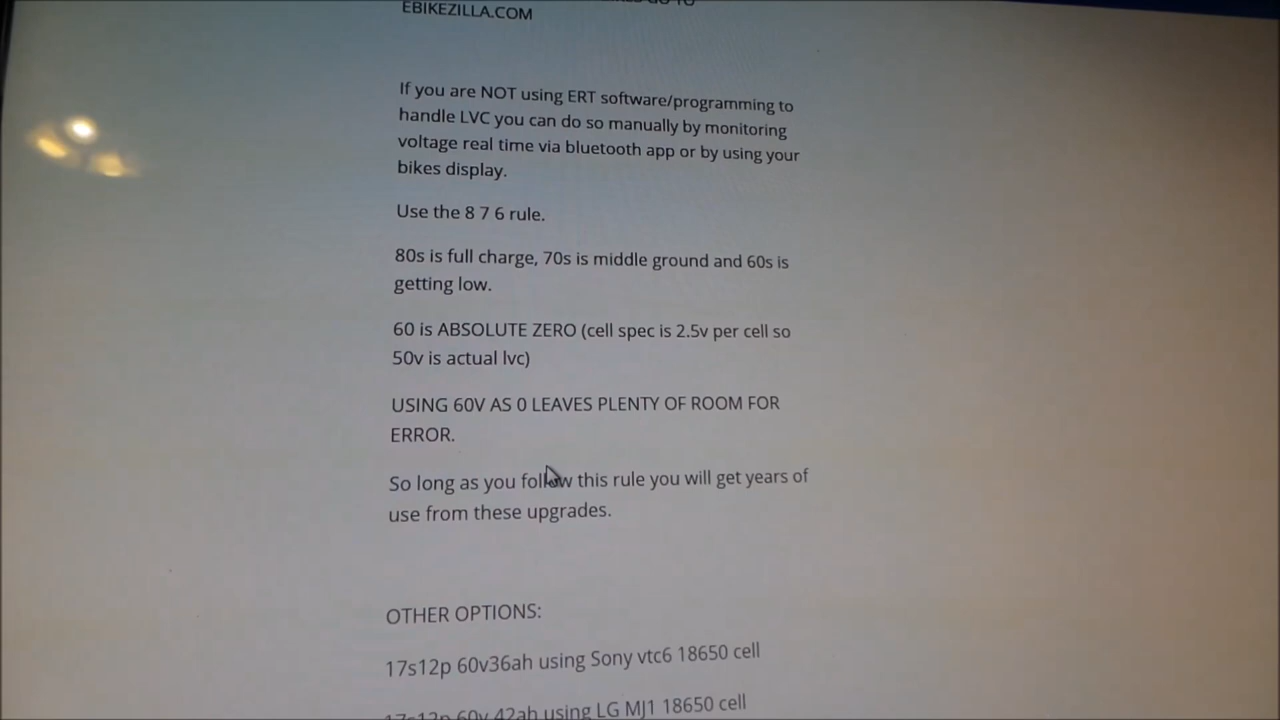 EBIKEZILLA.COM
If you are NOT using ERT software/programming to
handle LVC you can do so manually by monitoring
voltage real time via bluetooth app or by using your
bikes display.
Use the 8 7 6 rule.
80s is full charge, 70s is middle ground and 60s is
getting low.
60 is ABSOLUTE ZERO (cell spec is 2.5v per cell so
50v is actual lvc)
USING 60V AS 0 LEAVES PLENTY OF ROOM FOR
ERROR.
So long as you follow this rule you will get years of
use from these upgrades.
OTHER OPTIONS:
17s12p 60v36ah using Sony vtc6 18650 cell
17s12p 60v 42ah using LG MJ1 18650 cell